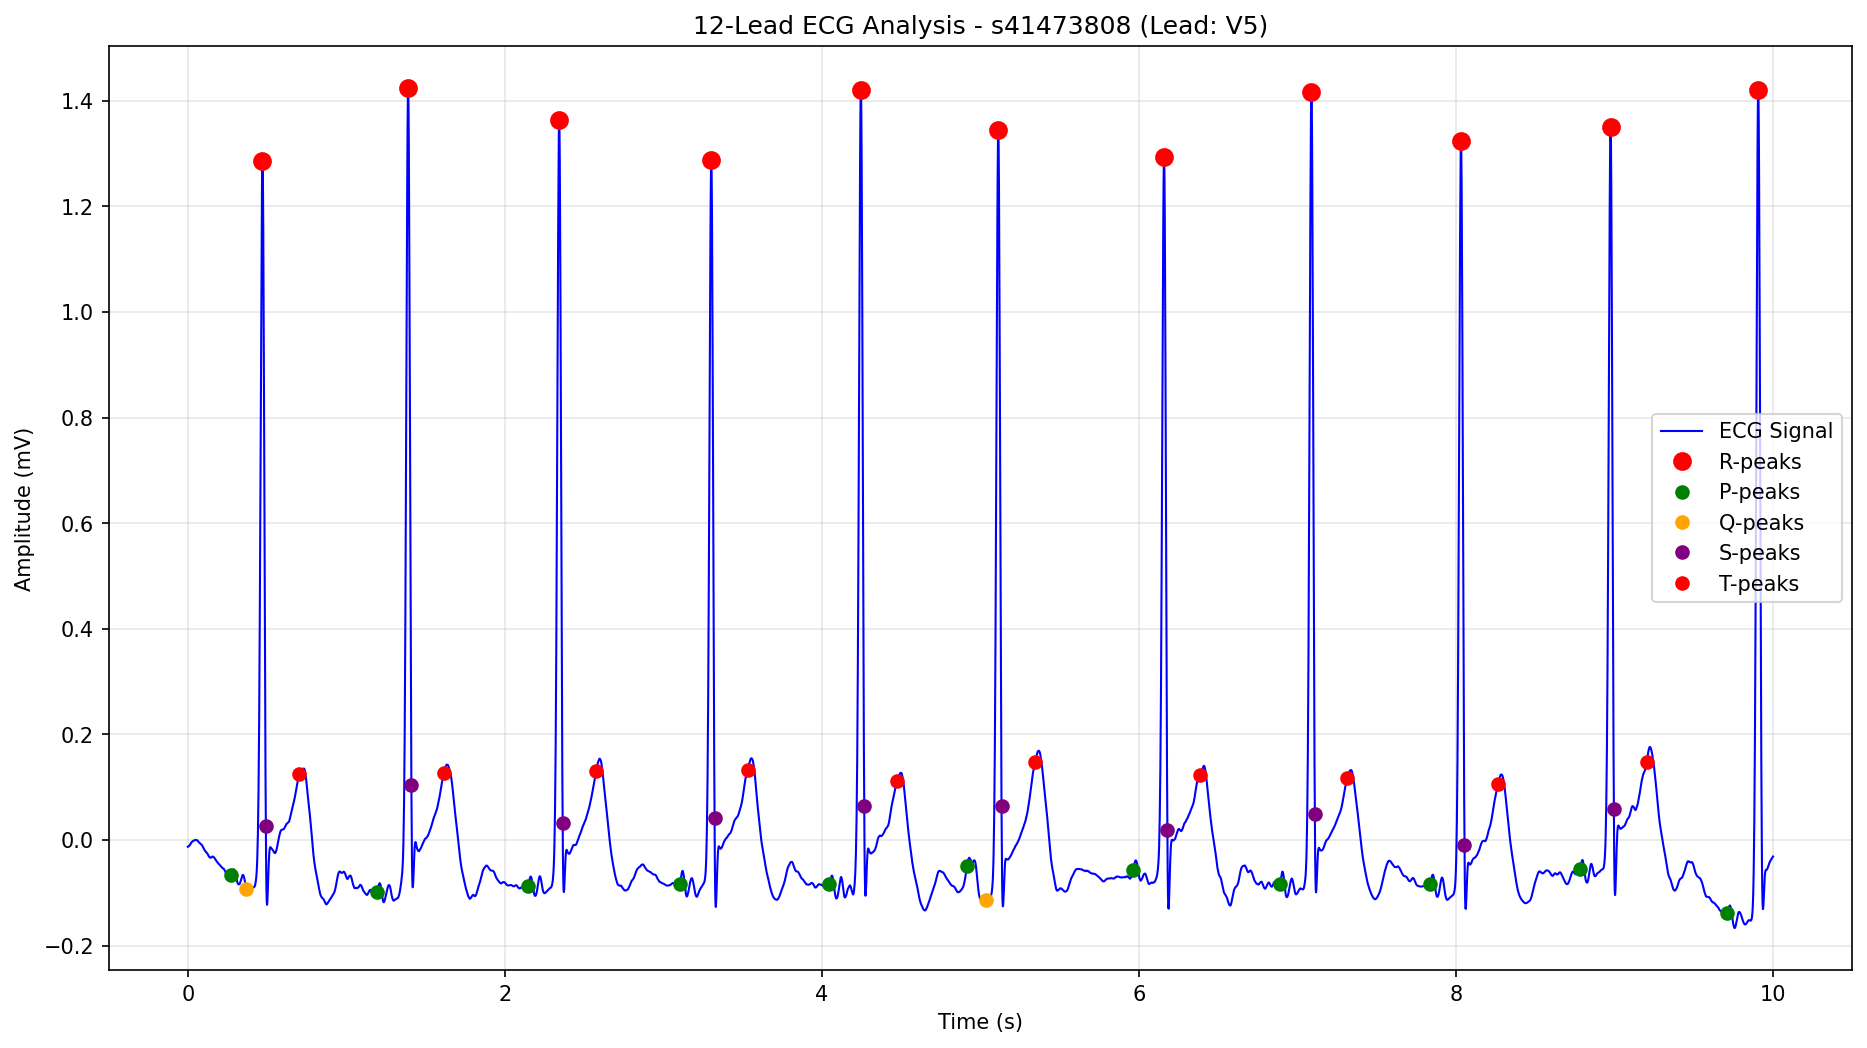 12-Lead ECG Analysis - s41473808 (Lead: V5)
Amplitude (mV)
1.4
1.2
1.0
0.8
0.6
0.4
0.2
0.0
−0.2
ECG Signal
R-peaks
P-peaks
Q-peaks
S-peaks
T-peaks
0 2 4 6 8 10
Time (s)